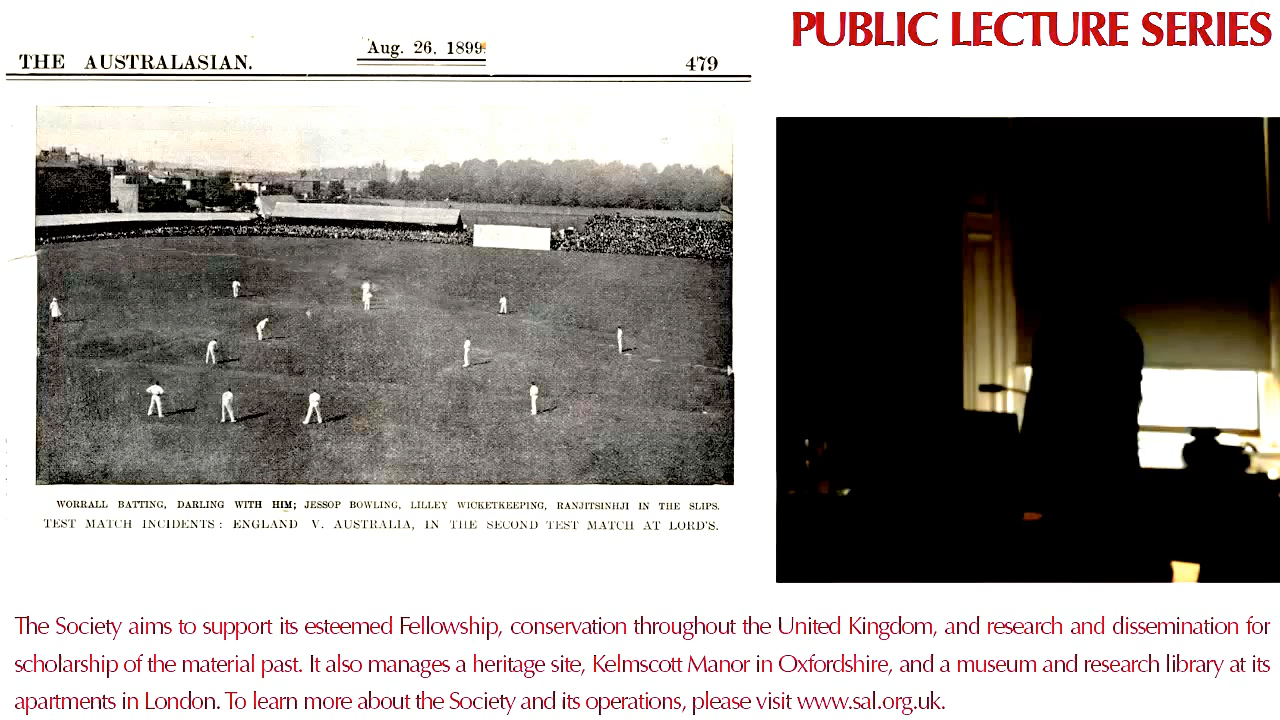 PUBLIC LECTURE SERIES
Aug. 26, 1899.
THE AUSTRALASIAN.
479
WORRALL BATTING, DARLING WITH HIM; JESSOP BOWLING, LILLEY WICKETKEEPING, RANJITSINHJI IN THE SLIPS.
TEST MATCH INCIDENTS: ENGLAND V. AUSTRALIA, IN THE SECOND TEST MATCH AT LORD'S.
The Society aims to support its esteemed Fellowship, conservation throughout the United Kingdom, and research and dissemination for
scholarship of the material past. It also manages a heritage site, Kelmscott Manor in Oxfordshire, and a museum and research library at its
apartments in London. To learn more about the Society and its operations, please visit www.sal.org.uk.